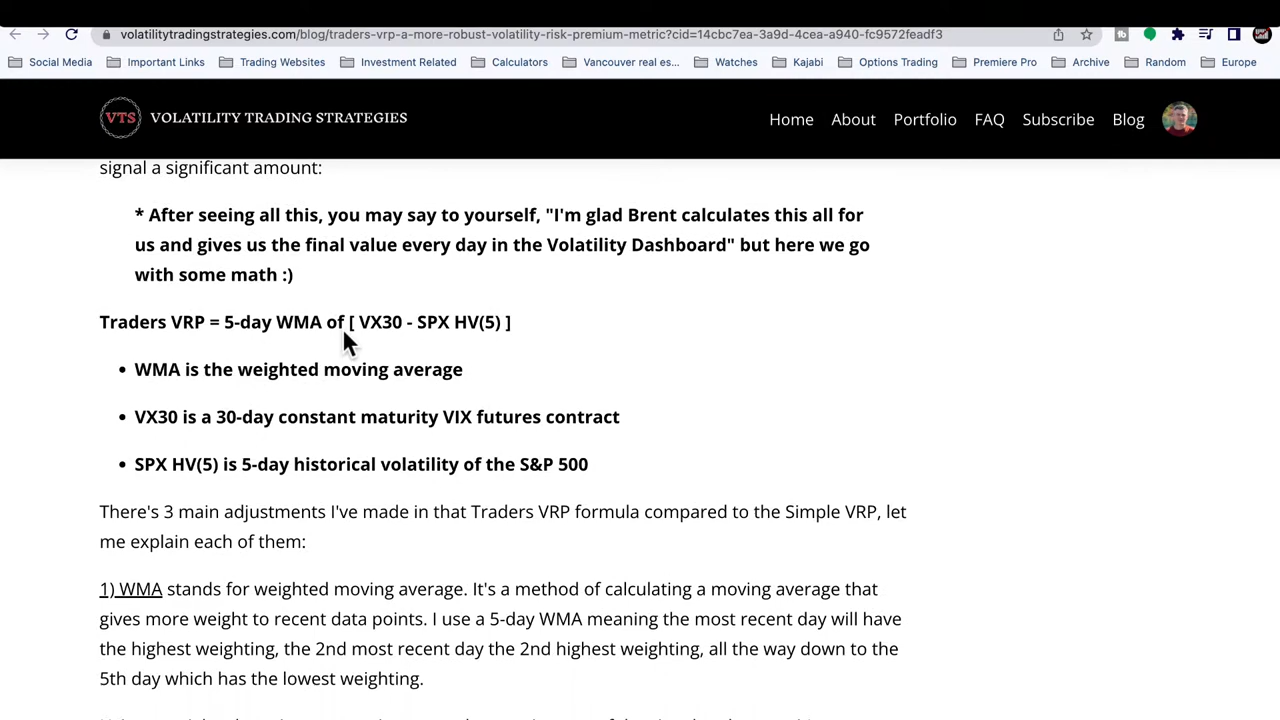 volatilitytradingstrategies.com/blog/traders-vrp-a-more-robust-volatility-risk-premium-metric?cid=14cbc7ea-3a9d-4cea-a940-fc9572feadf3
Social Media Important Links Trading Websites Investment Related Calculators Vancouver real es... Watches Kajabi Options Trading Premiere Pro Archive Random Europe
VTS VOLATILITY TRADING STRATEGIES Home About Portfolio FAQ Subscribe Blog
signal a significant amount:
* After seeing all this, you may say to yourself, "I'm glad Brent calculates this all for
us and gives us the final value every day in the Volatility Dashboard" but here we go
with some math :)
Traders VRP = 5-day WMA of [ VX30 - SPX HV(5) ]
• WMA is the weighted moving average
• VX30 is a 30-day constant maturity VIX futures contract
• SPX HV(5) is 5-day historical volatility of the S&P 500
There's 3 main adjustments I've made in that Traders VRP formula compared to the Simple VRP, let
me explain each of them:
1) WMA stands for weighted moving average. It's a method of calculating a moving average that
gives more weight to recent data points. I use a 5-day WMA meaning the most recent day will have
the highest weighting, the 2nd most recent day the 2nd highest weighting, all the way down to the
5th day which has the lowest weighting.